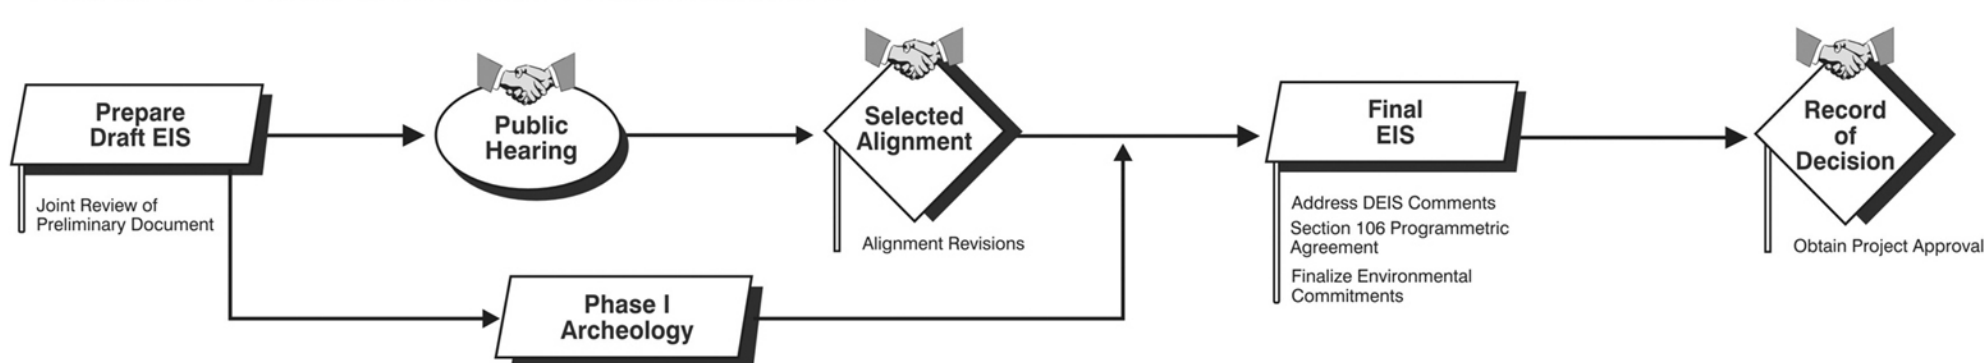 Prepare
Draft EIS
Joint Review of
Preliminary Document
Public
Hearing
Selected
Alignment
Alignment Revisions
Phase I
Archeology
Final
EIS
Address DEIS Comments
Section 106 Programmetric
Agreement
Finalize Environmental
Commitments
Record
of
Decision
Obtain Project Approval